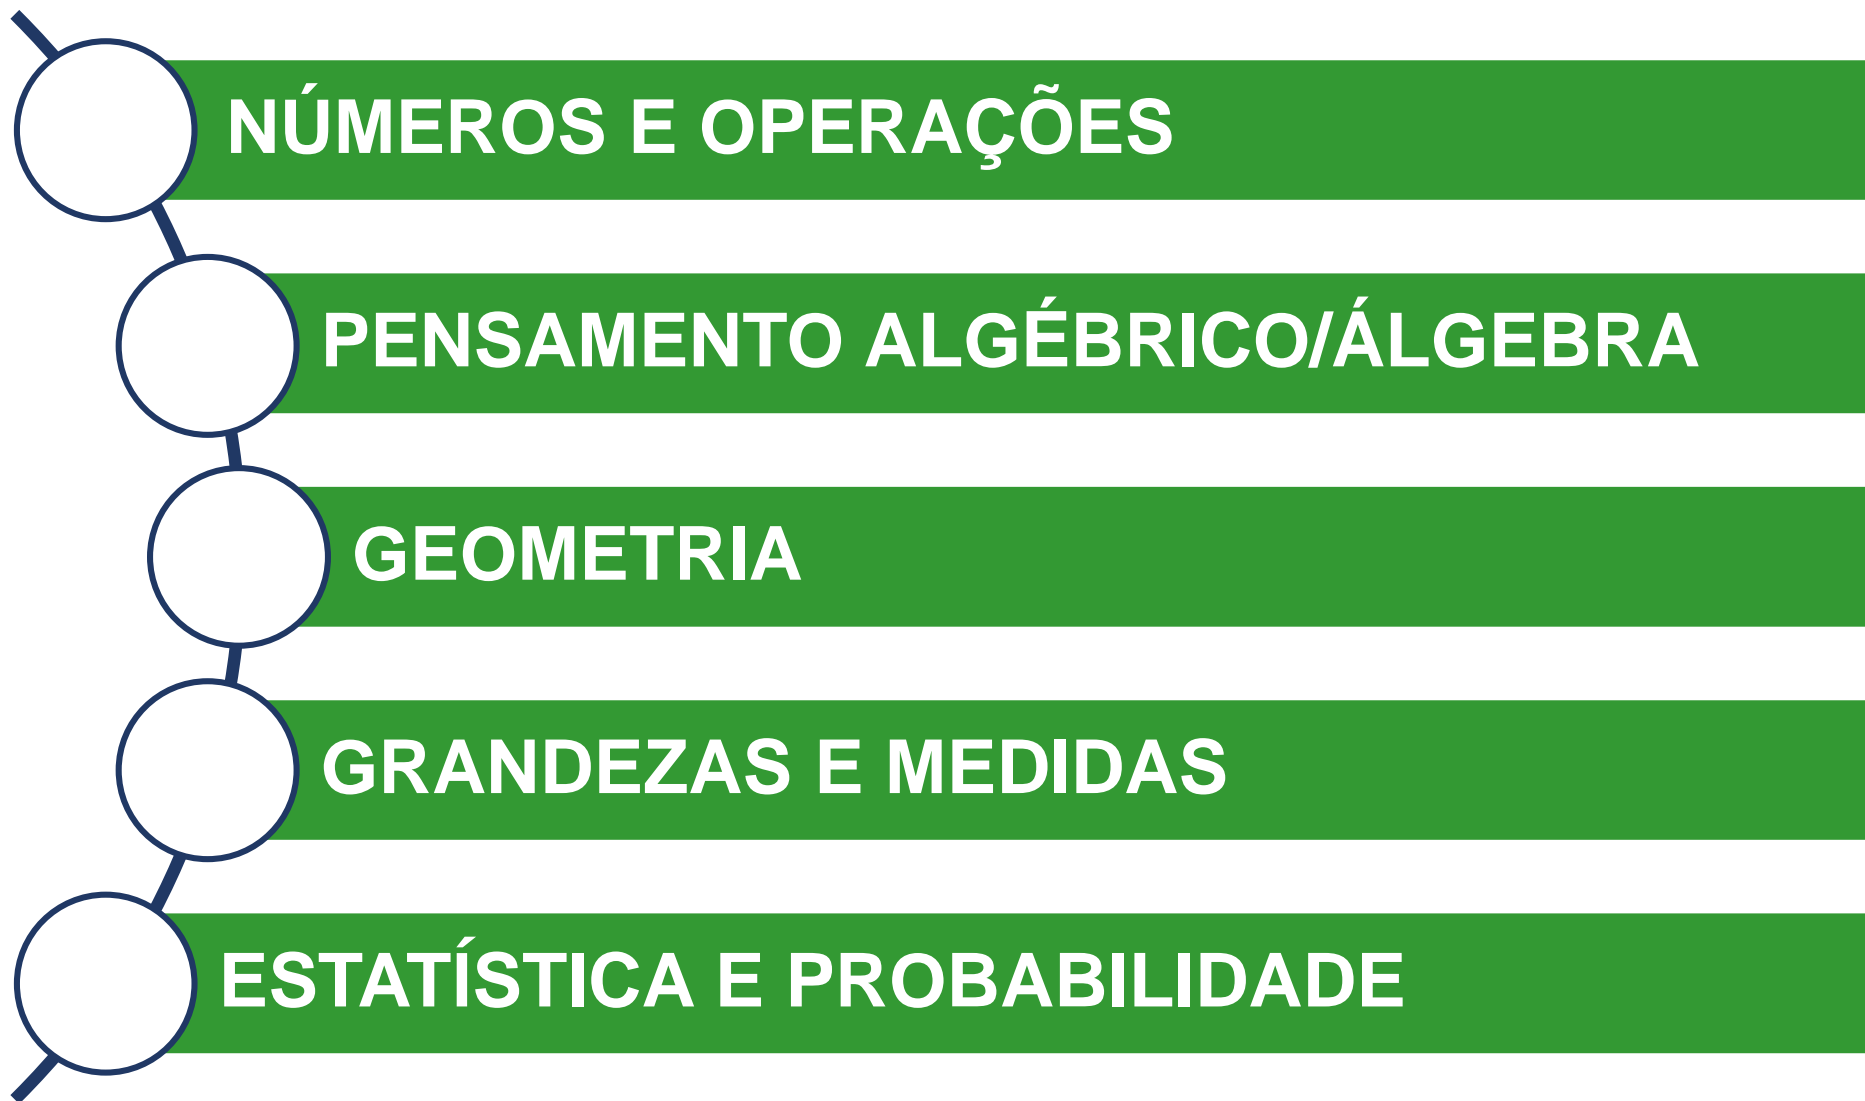 NÚMEROS E OPERAÇÕES
PENSAMENTO ALGÉBRICO/ÁLGEBRA
GEOMETRIA
GRANDEZAS E MEDIDAS
ESTATÍSTICA E PROBABILIDADE